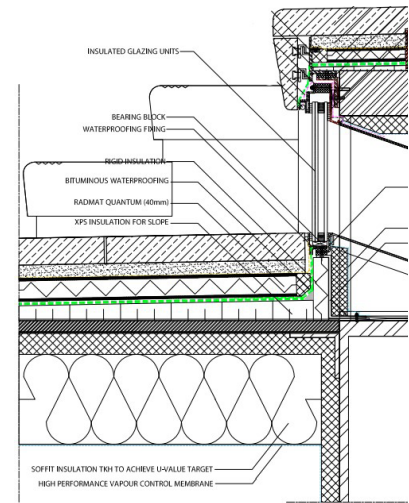 INSULATED GLAZING UNITS
BEARING BLOCK
WATERPROOFING FIXING
RIGID INSULATION
BITUMINOUS WATERPROOFING
RADMAT QUANTUM (40mm)
XPS INSULATION FOR SLOPE
SOFFIT INSULATION TKH TO ACHIEVE U-VALUE TARGET
HIGH PERFORMANCE VAPOUR CONTROL MEMBRANE